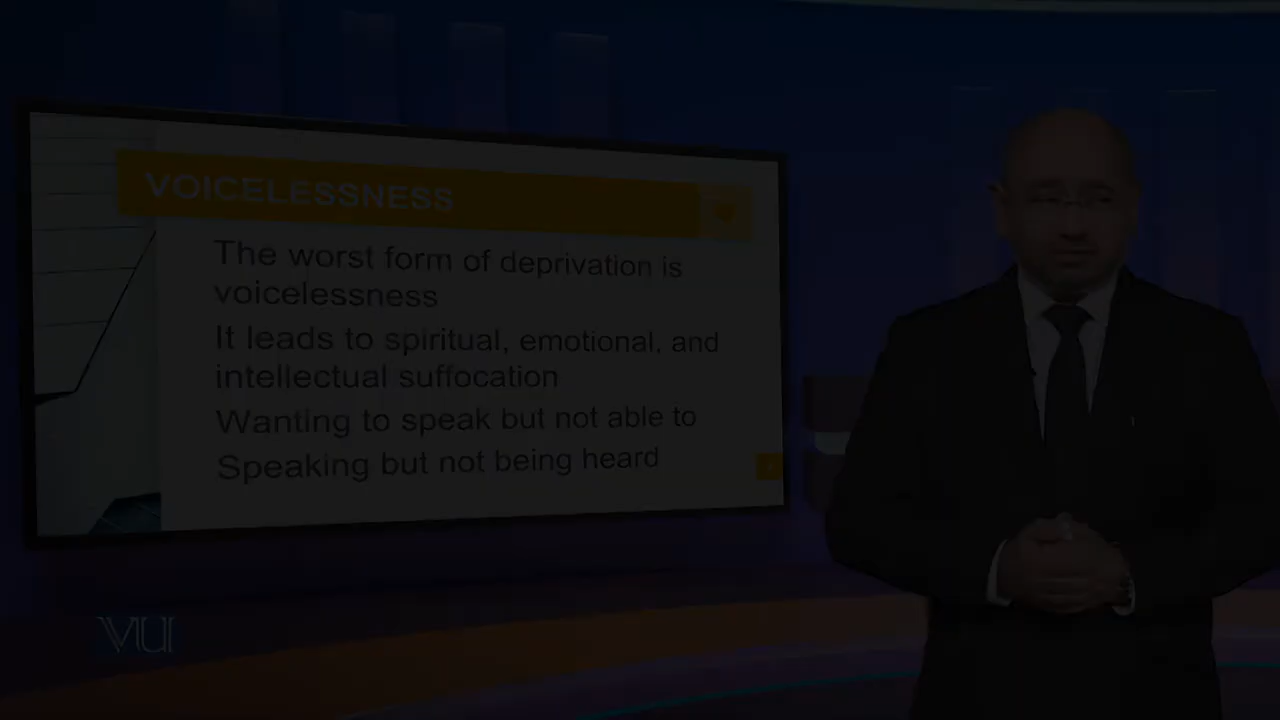 VOICELESSNESS
The worst form of deprivation is
voicelessness
It leads to spiritual, emotional, and
intellectual suffocation
Wanting to speak but not able to
Speaking but not being heard
VU